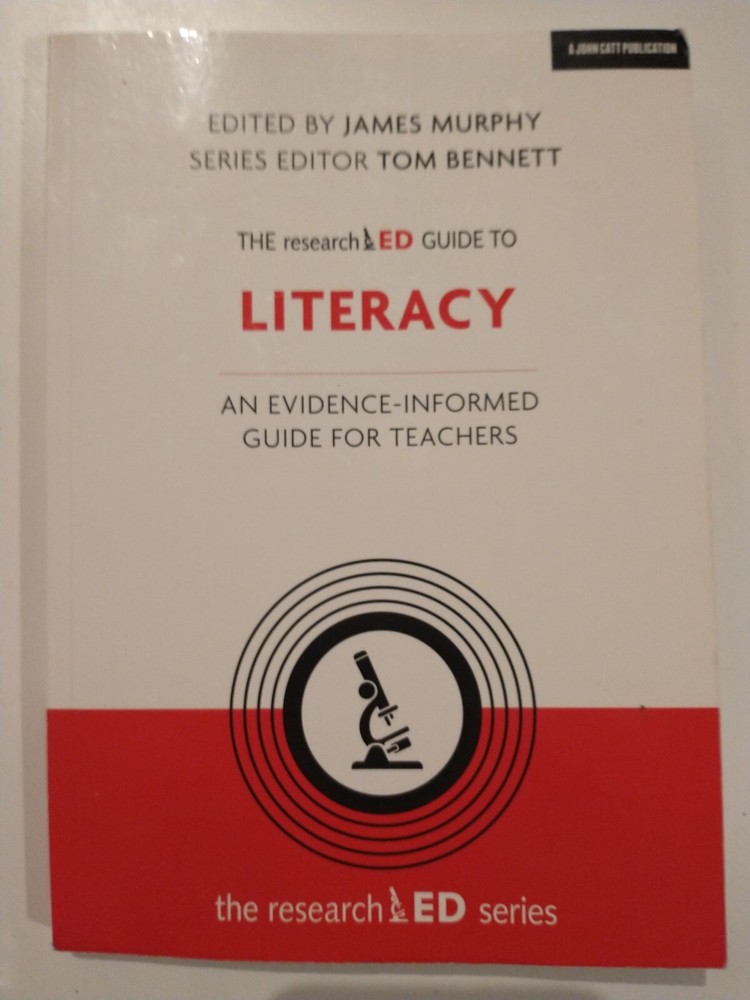 A JOHN CATT PUBLICATION
EDITED BY JAMES MURPHY
SERIES EDITOR TOM BENNETT
THE researchED GUIDE TO
LITERACY
AN EVIDENCE-INFORMED
GUIDE FOR TEACHERS
the researchED series